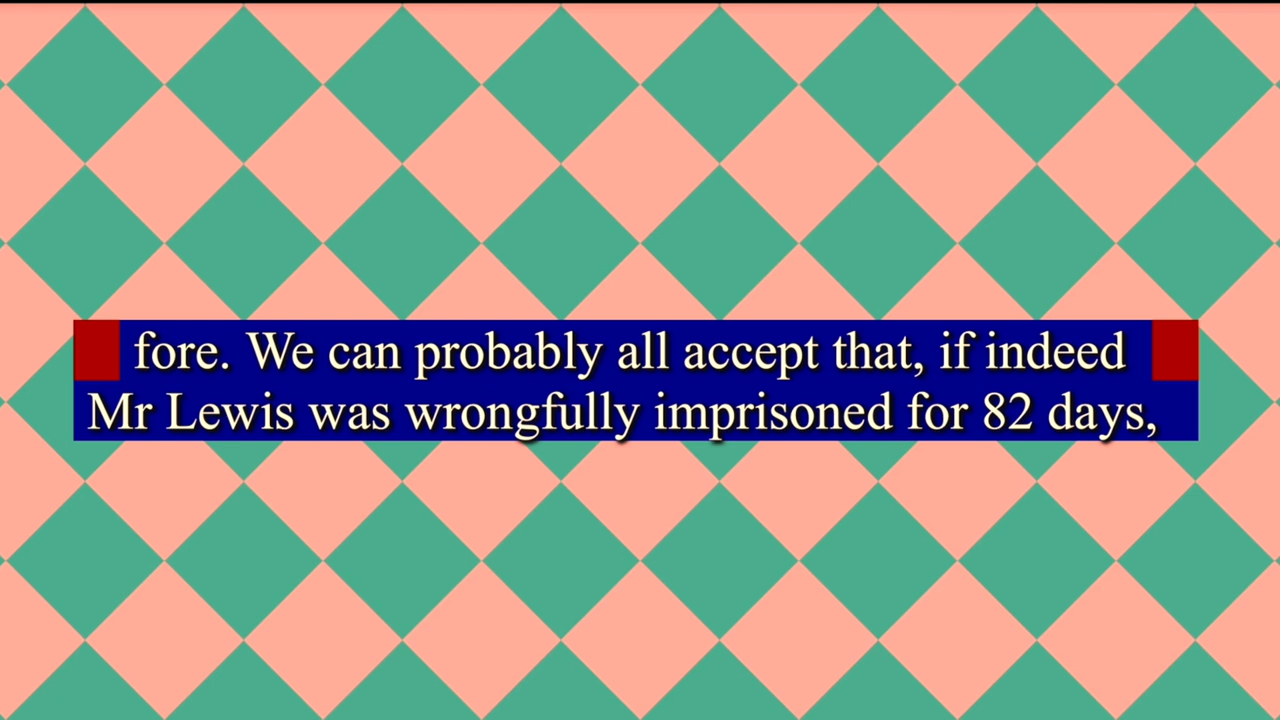 fore. We can probably all accept that, if indeed
Mr Lewis was wrongfully imprisoned for 82 days,